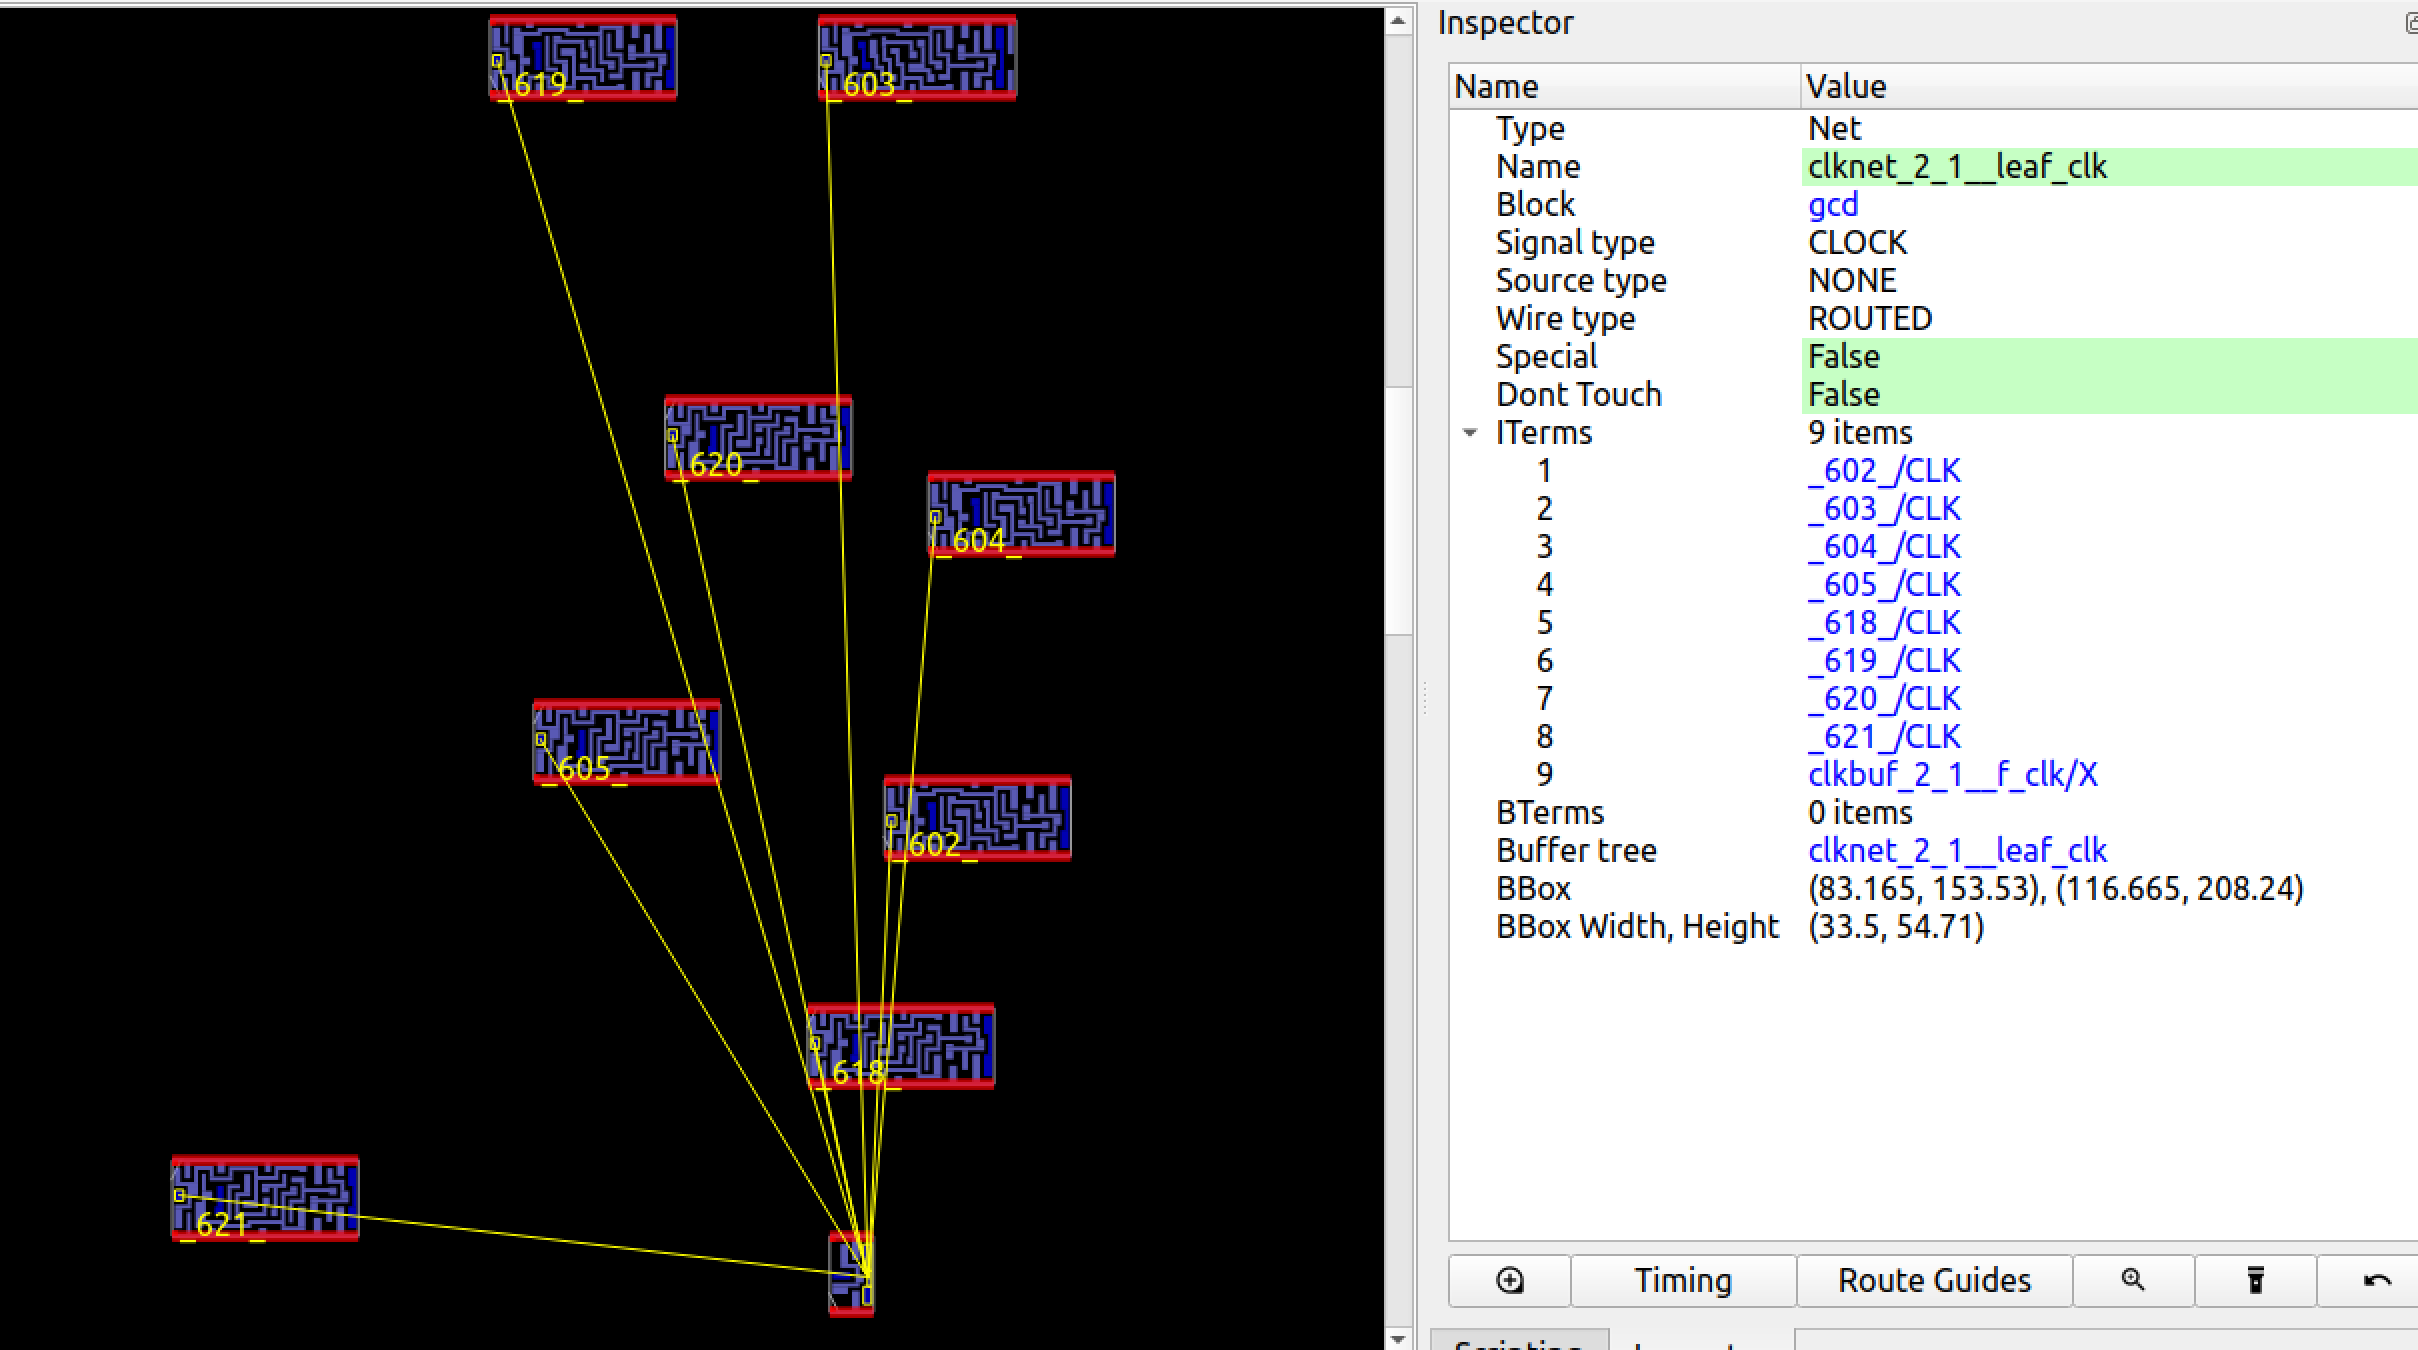 _619_
_603_
_620_
_604_
_605_
_602_
_618_
_621_
Inspector
Name Value
Type Net
Name clknet_2_1__leaf_clk
Block gcd
Signal type CLOCK
Source type NONE
Wire type ROUTED
Special False
Dont Touch False
ITerms 9 items
1 _602_/CLK
2 _603_/CLK
3 _604_/CLK
4 _605_/CLK
5 _618_/CLK
6 _619_/CLK
7 _620_/CLK
8 _621_/CLK
9 clkbuf_2_1__f_clk/X
BTerms 0 items
Buffer tree clknet_2_1__leaf_clk
BBox (83.165, 153.53), (116.665, 208.24)
BBox Width, Height (33.5, 54.71)
Timing Route Guides